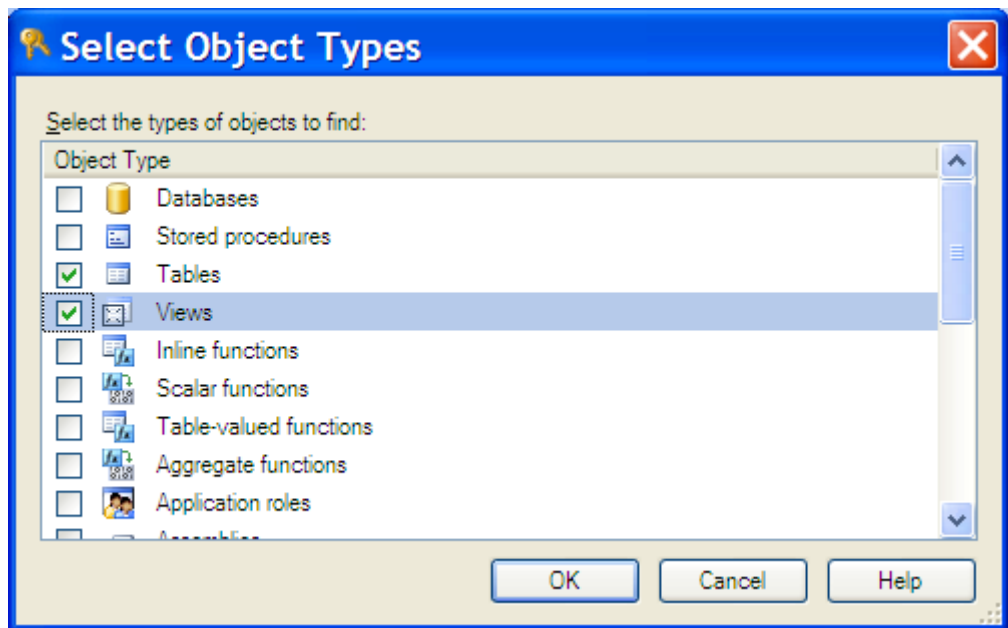 Select Object Types
Select the types of objects to find:
Object Type
Databases
Stored procedures
Tables
Views
Inline functions
Scalar functions
Table-valued functions
Aggregate functions
Application roles
Assemblies
OK Cancel Help